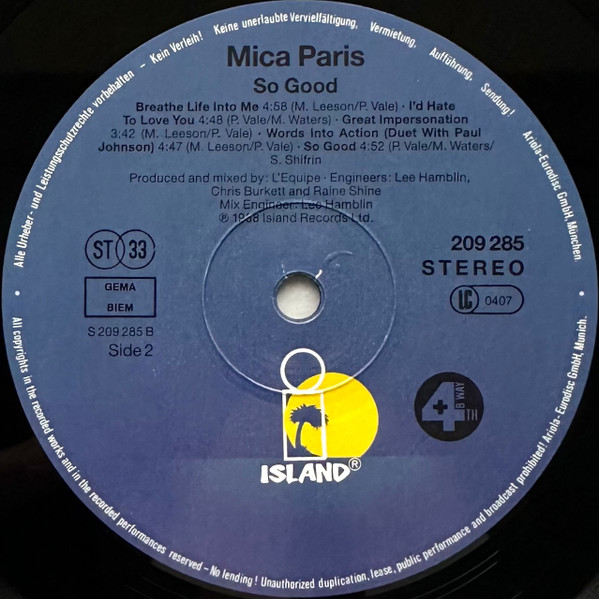 Alle Urheber- und Leistungsschutzrechte vorbehalten - Kein Verleih! Keine unerlaubte Vervielfältigung, Vermietung, Aufführung, Sendung! Ariola-Eurodisc GmbH, München.
Mica Paris
So Good
Breathe Life Into Me 4:58 (M. Leeson/P. Vale) · I'd Hate
To Love You 4:48 (P. Vale/M. Waters) · Great Impersonation
3:42 (M. Leeson/P. Vale) · Words Into Action (Duet With Paul
Johnson) 4:47 (M. Leeson/P. Vale) · So Good 4:52 (P. Vale/M. Waters/
S. Shifrin)
Produced and mixed by: L'Equipe · Engineers: Lee Hamblin,
Chris Burkett and Raine Shine
Mix Engineer: Lee Hamblin
℗ 1988 Island Records Ltd.
ST 33
209 285
STEREO
GEMA
BIEM
LC 0407
S 209 285 B
Side 2
4TH B'WAY
ISLAND®
All copyrights in the recorded works and in the recorded performances reserved - No lending! Unauthorized duplication, lease, public performance and broadcast prohibited! Ariola-Eurodisc GmbH, Munich.